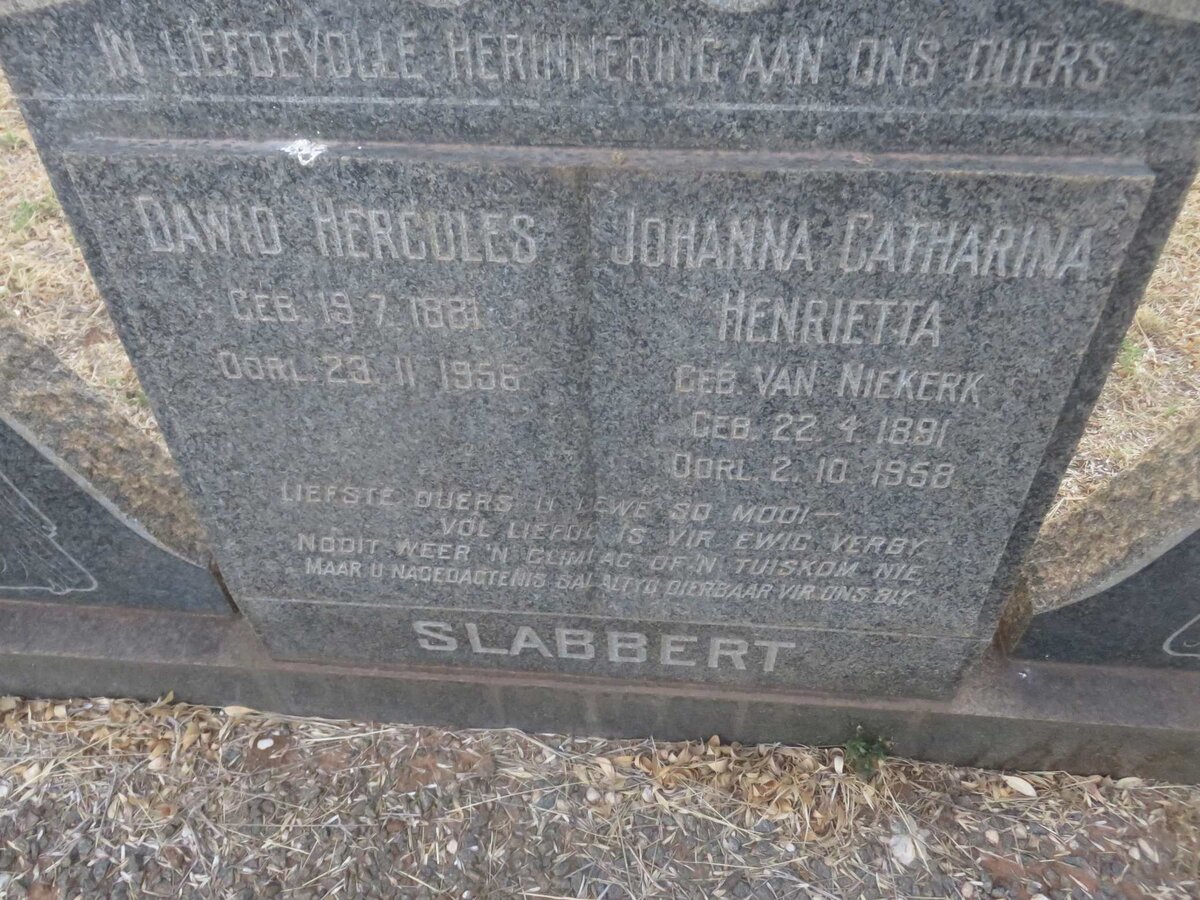 IN LIEFDEVOLLE HERINNERING AAN ONS OUERS
DAWID HERCULES
GEB. 19.7.1881
OORL. 23.11.1956
JOHANNA CATHARINA
HENRIETTA
GEB. VAN NIEKERK
GEB. 22.4.1891
OORL. 2.10.1958
LIEFSTE OUERS U LEWE SO MOOI—
VOL LIEFDE IS VIR EWIG VERBY
NOOIT WEER 'N GLIMLAG OF 'N TUISKOM NIE,
MAAR U NAGEDAGTENIS SAL ALTYD DIERBAAR VIR ONS BLY.
SLABBERT